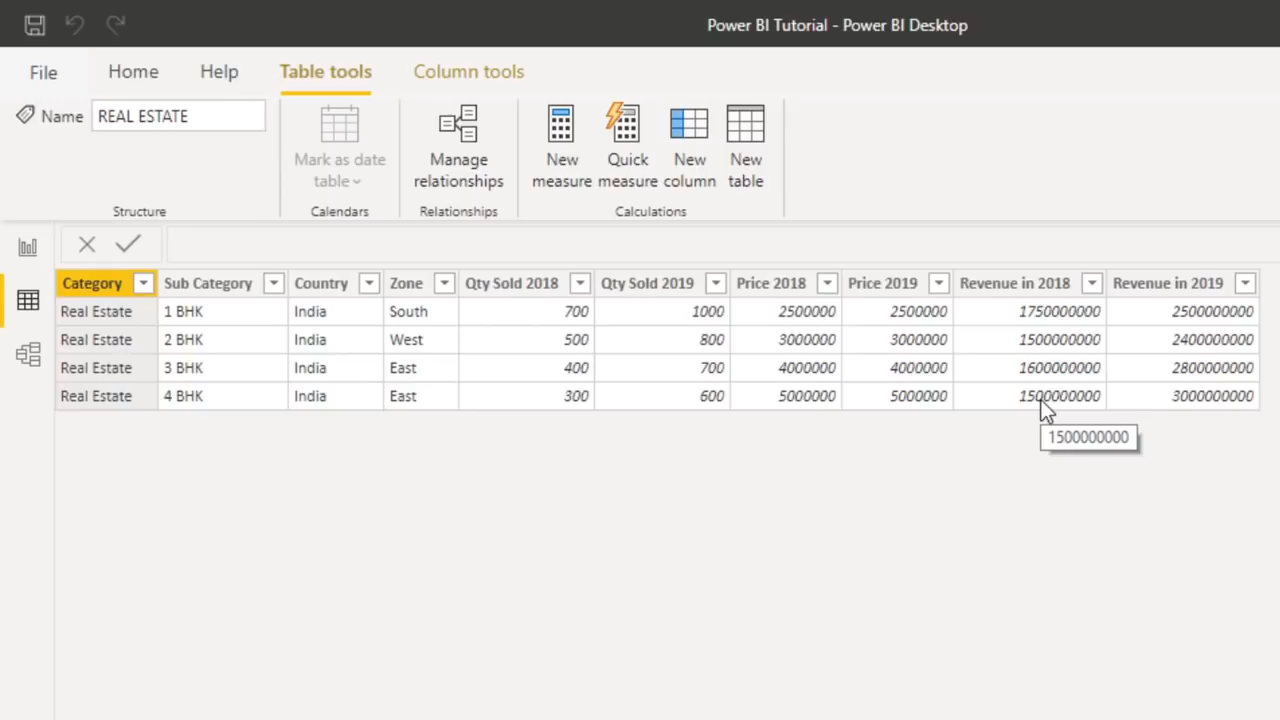 Power BI Tutorial - Power BI Desktop
File Home Help Table tools Column tools
Name REAL ESTATE
Mark as date table
Manage relationships
New measure
Quick measure
New column
New table
Structure Calendars Relationships Calculations
Category Sub Category Country Zone Qty Sold 2018 Qty Sold 2019 Price 2018 Price 2019 Revenue in 2018 Revenue in 2019
Real Estate 1 BHK India South 700 1000 2500000 2500000 1750000000 2500000000
Real Estate 2 BHK India West 500 800 3000000 3000000 1500000000 2400000000
Real Estate 3 BHK India East 400 700 4000000 4000000 1600000000 2800000000
Real Estate 4 BHK India East 300 600 5000000 5000000 1500000000 3000000000
1500000000